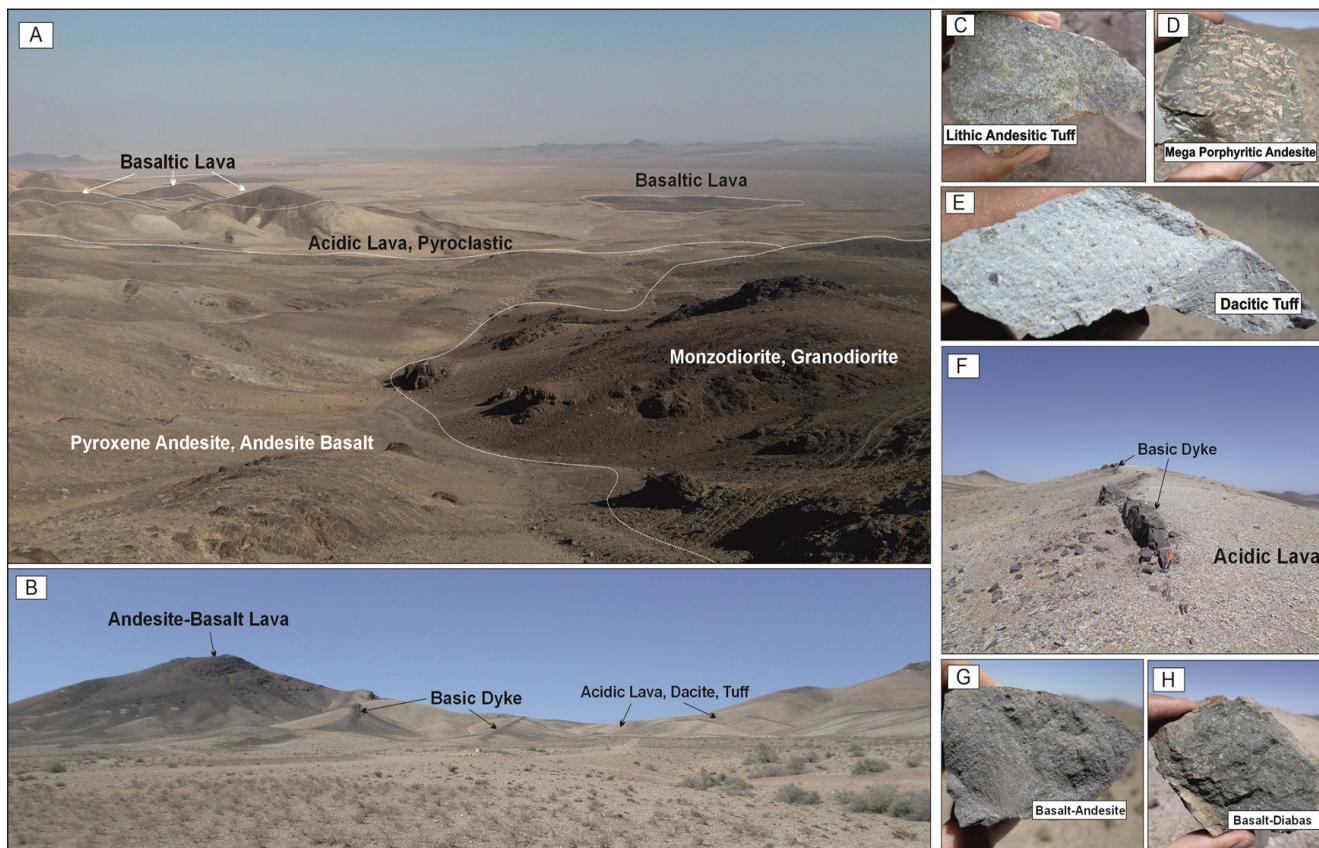 A
Basaltic Lava
Basaltic Lava
Acidic Lava, Pyroclastic
Monzodiorite, Granodiorite
Pyroxene Andesite, Andesite Basalt
B
Andesite-Basalt Lava
Basic Dyke
Acidic Lava, Dacite, Tuff
C
Lithic Andesitic Tuff
D
Mega Porphyritic Andesite
E
Dacitic Tuff
F
Basic Dyke
Acidic Lava
G
Basalt-Andesite
H
Basalt-Diabas